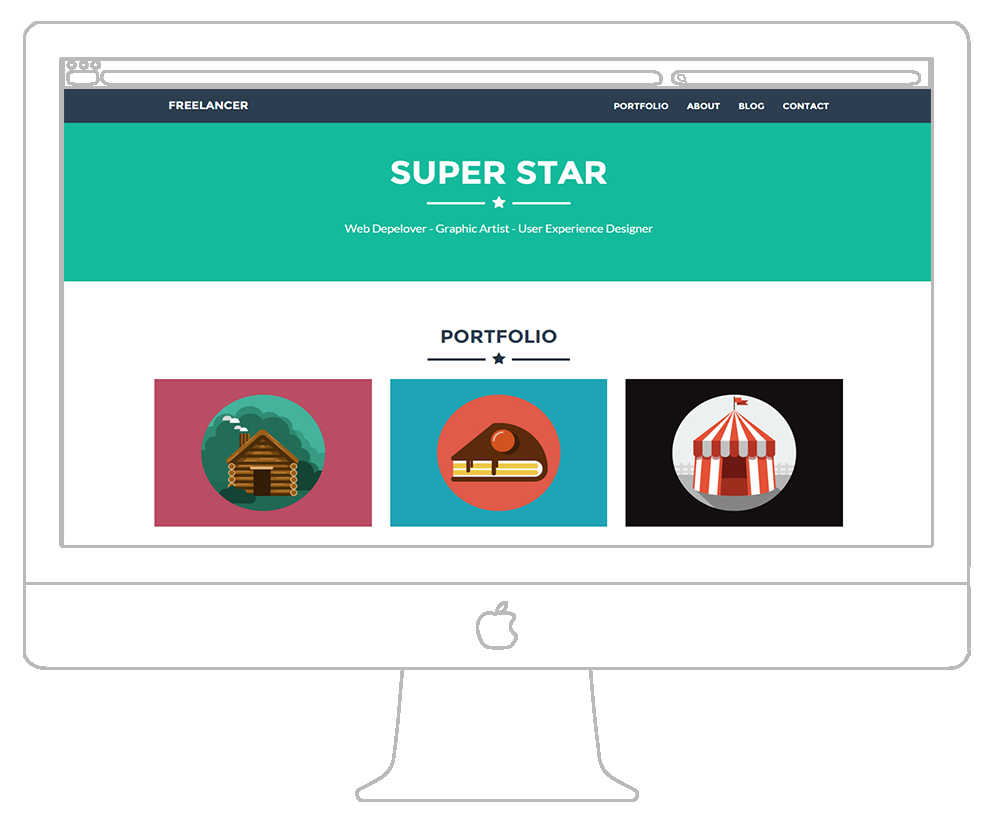 FREELANCER PORTFOLIO ABOUT BLOG CONTACT
SUPER STAR
Web Depelover - Graphic Artist - User Experience Designer
PORTFOLIO